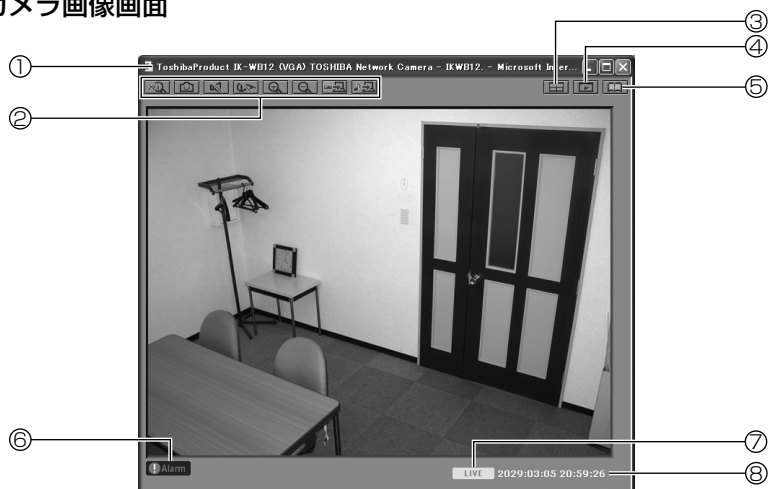 カメラ画像画面
①
ToshibaProduct IK-WB12 (VGA) TOSHIBA Network Camera - IKWB12. - Microsoft Inter...
②
③
④
⑤
⑥
Alarm
⑦
LIVE
2029:03:05 20:59:26
⑧